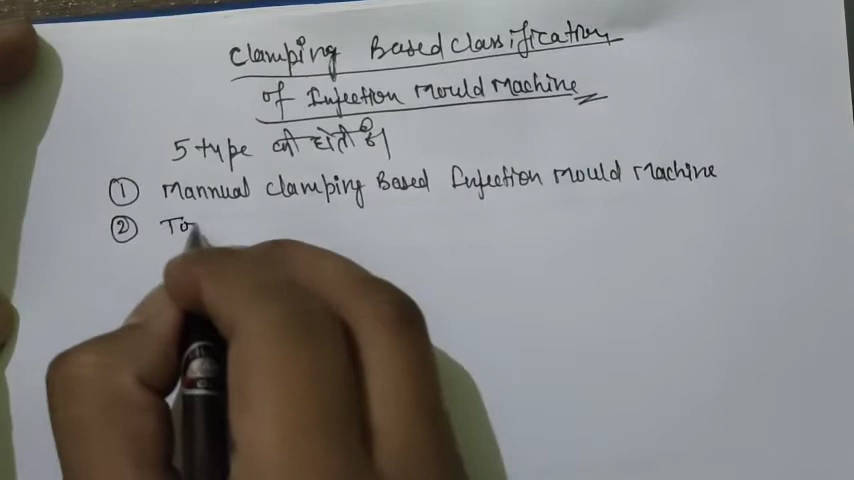 Clamping Based Classification
of Injection Mould Machine
5 type की होती है।
① Mannual Clamping Based Injection Mould Machine
② To